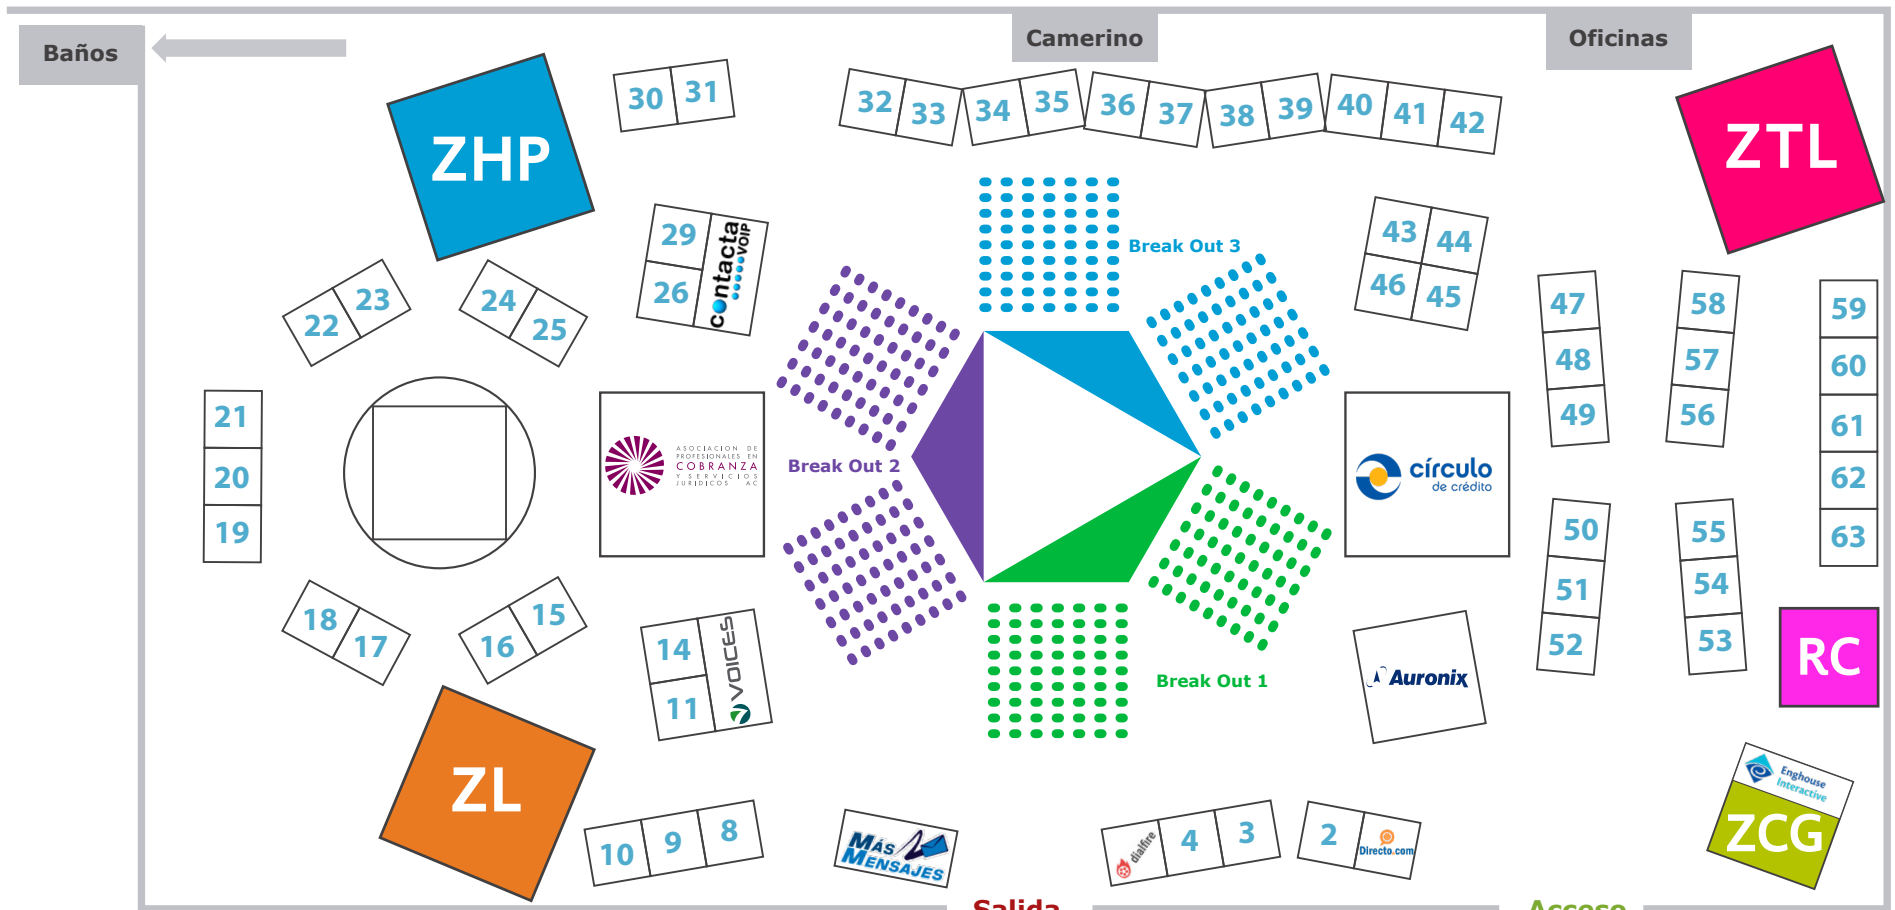 Baños
Camerino
Oficinas
ZHP
30
31
32
33
34
35
36
37
38
39
40
41
42
ZTL
29
26
contacta
VOIP
Break Out 3
43
44
46
45
22
23
24
25
47
48
49
58
57
56
59
60
61
62
63
21
20
19
ASOCIACION DE
PROFESIONALES EN
COBRANZA
Y SERVICIOS
JURIDICOS AC
Break Out 2
círculo
de crédito
50
51
52
55
54
53
RC
18
17
16
15
14
11
VOICES
Break Out 1
Auronix
ZL
10
9
8
MÁS
MENSAJES
dialfire
4
3
2
Directo.com
Enghouse
Interactive
ZCG
Salida
Acceso